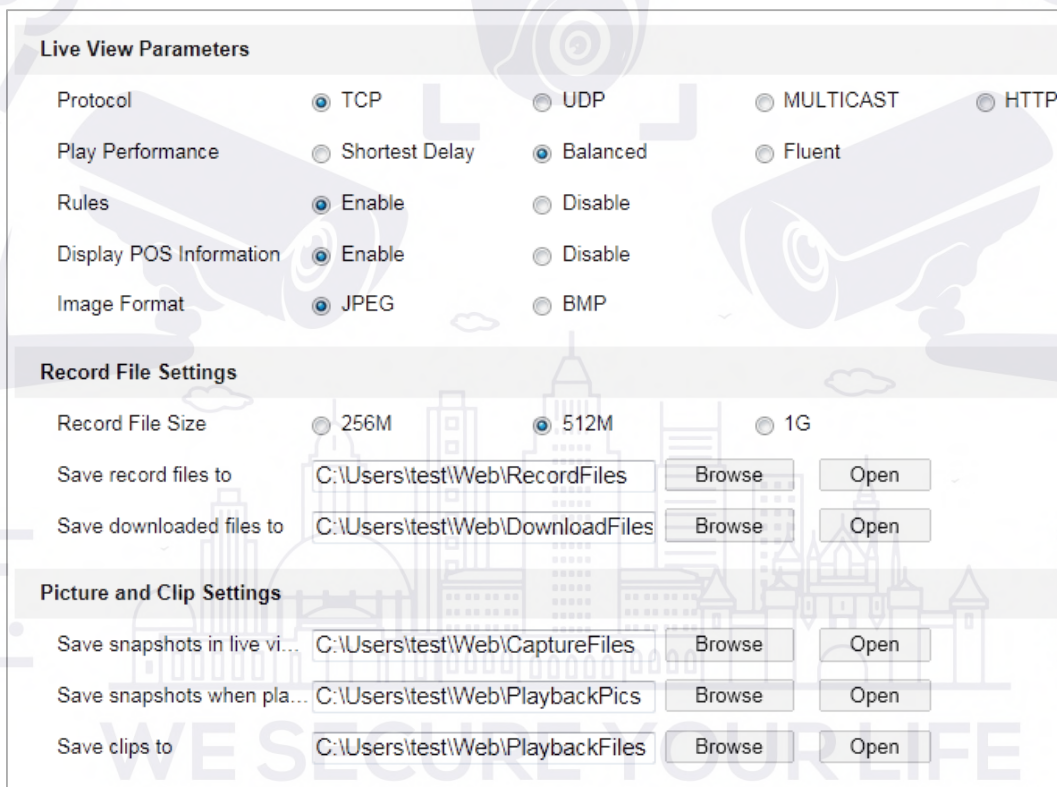 Live View Parameters
Protocol TCP UDP MULTICAST HTTP
Play Performance Shortest Delay Balanced Fluent
Rules Enable Disable
Display POS Information Enable Disable
Image Format JPEG BMP
Record File Settings
Record File Size 256M 512M 1G
Save record files to C:\Users\test\Web\RecordFiles Browse Open
Save downloaded files to C:\Users\test\Web\DownloadFiles Browse Open
Picture and Clip Settings
Save snapshots in live vi... C:\Users\test\Web\CaptureFiles Browse Open
Save snapshots when pla... C:\Users\test\Web\PlaybackPics Browse Open
Save clips to C:\Users\test\Web\PlaybackFiles Browse Open
WE SECURE YOUR LIFE